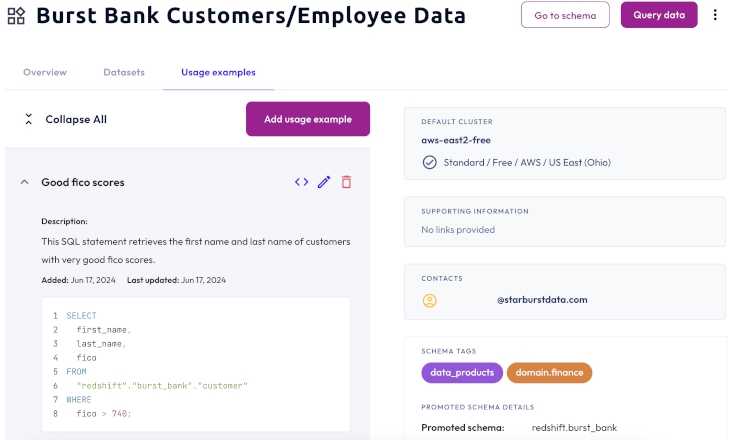 Burst Bank Customers/Employee Data
Go to schema
Query data
Overview
Datasets
Usage examples
Collapse All
Add usage example
Good fico scores
Description:
This SQL statement retrieves the first name and last name of customers
with very good fico scores.
Added: Jun 17, 2024 Last updated: Jun 17, 2024
1 SELECT
2 first_name,
3 last_name,
4 fico
5 FROM
6 "redshift"."burst_bank"."customer"
7 WHERE
8 fico > 740;
DEFAULT CLUSTER
aws-east2-free
Standard / Free / AWS / US East (Ohio)
SUPPORTING INFORMATION
No links provided
CONTACTS
@starburstdata.com
SCHEMA TAGS
data_products
domain.finance
PROMOTED SCHEMA DETAILS
Promoted schema: redshift.burst_bank